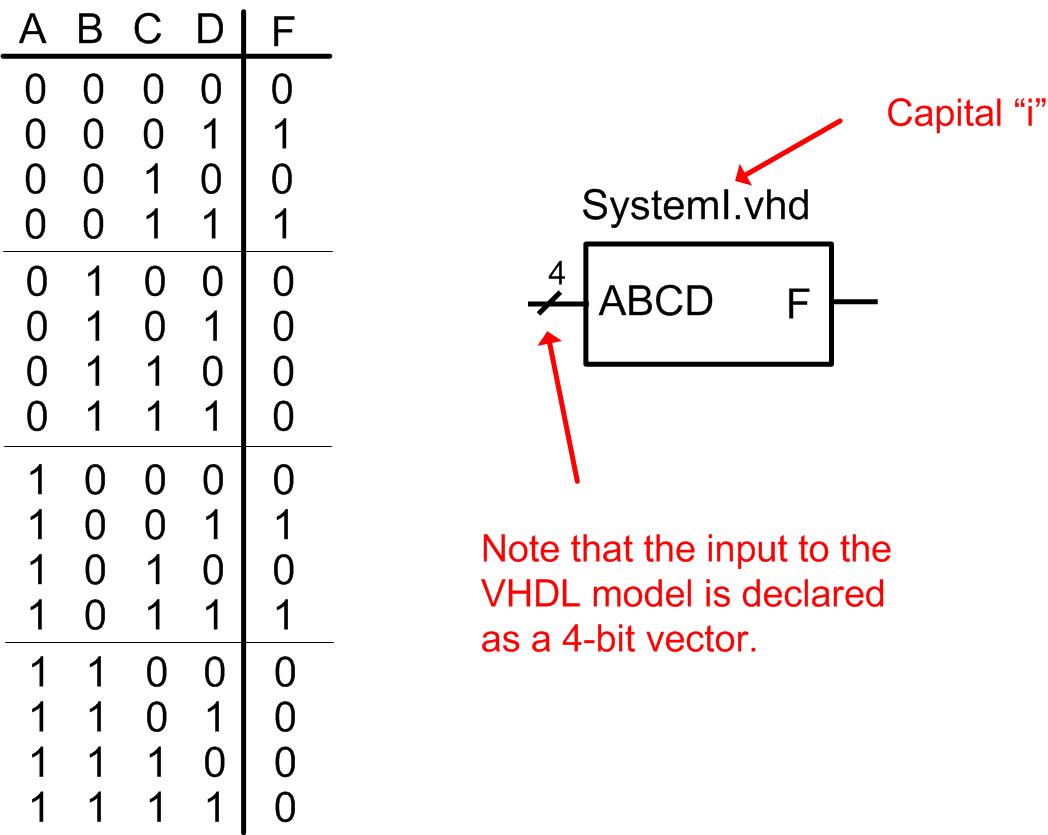 A B C D F
0 0 0 0 0
0 0 0 1 1
0 0 1 0 0
0 0 1 1 1
0 1 0 0 0
0 1 0 1 0
0 1 1 0 0
0 1 1 1 0
1 0 0 0 0
1 0 0 1 1
1 0 1 0 0
1 0 1 1 1
1 1 0 0 0
1 1 0 1 0
1 1 1 0 0
1 1 1 1 0
Capital “i”
SystemI.vhd
4
ABCD F
Note that the input to the
VHDL model is declared
as a 4-bit vector.